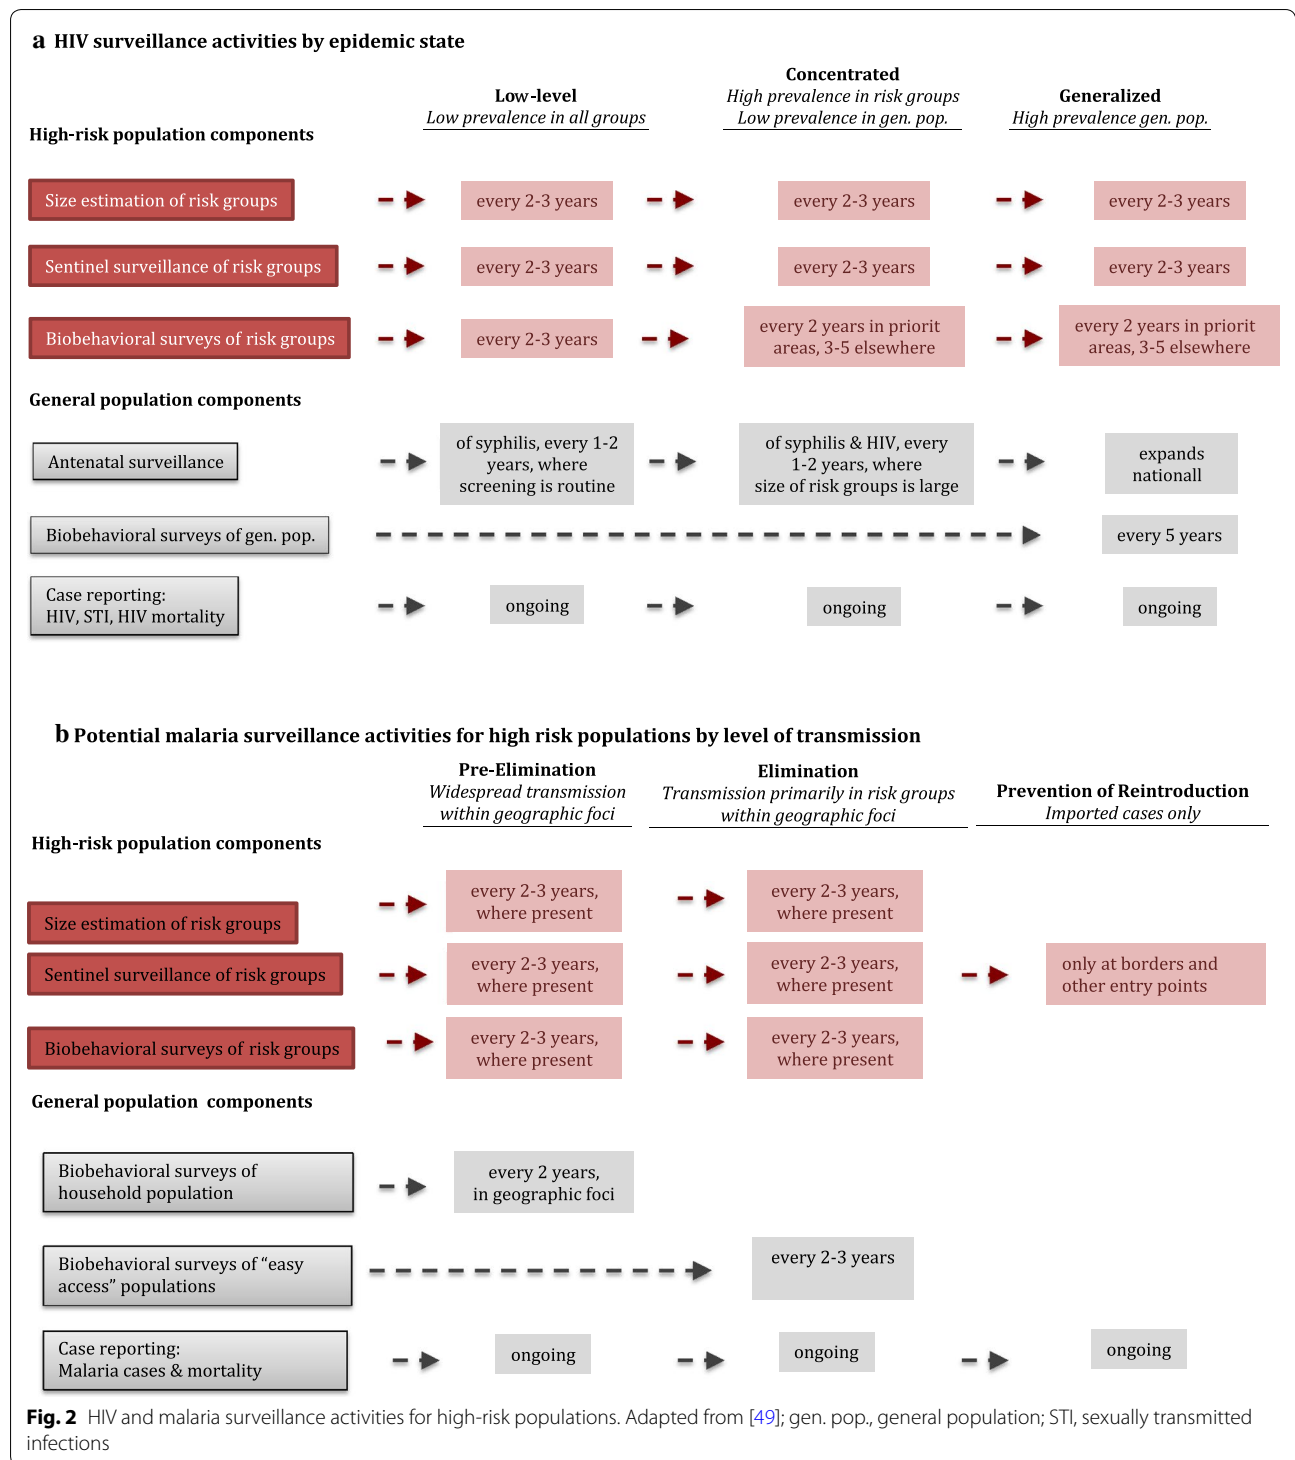 a HIV surveillance activities by epidemic state
Low-level
Low prevalence in all groups
Concentrated
High prevalence in risk groups
Low prevalence in gen. pop.
Generalized
High prevalence gen. pop.
High-risk population components
Size estimation of risk groups
every 2-3 years
every 2-3 years
every 2-3 years
Sentinel surveillance of risk groups
every 2-3 years
every 2-3 years
every 2-3 years
Biobehavioral surveys of risk groups
every 2-3 years
every 2 years in priorit
areas, 3-5 elsewhere
every 2 years in priorit
areas, 3-5 elsewhere
General population components
Antenatal surveillance
of syphilis, every 1-2
years, where
screening is routine
of syphilis & HIV, every
1-2 years, where
size of risk groups is large
expands
nationall
Biobehavioral surveys of gen. pop.
every 5 years
Case reporting:
HIV, STI, HIV mortality
ongoing
ongoing
ongoing
b Potential malaria surveillance activities for high risk populations by level of transmission
Pre-Elimination
Widespread transmission
within geographic foci
Elimination
Transmission primarily in risk groups
within geographic foci
Prevention of Reintroduction
Imported cases only
High-risk population components
Size estimation of risk groups
every 2-3 years,
where present
every 2-3 years,
where present
Sentinel surveillance of risk groups
every 2-3 years,
where present
every 2-3 years,
where present
only at borders and
other entry points
Biobehavioral surveys of risk groups
every 2-3 years,
where present
every 2-3 years,
where present
General population components
Biobehavioral surveys of
household population
every 2 years,
in geographic foci
Biobehavioral surveys of “easy
access” populations
every 2-3 years
Case reporting:
Malaria cases & mortality
ongoing
ongoing
ongoing
Fig. 2 HIV and malaria surveillance activities for high-risk populations. Adapted from [49]; gen. pop., general population; STI, sexually transmitted
infections